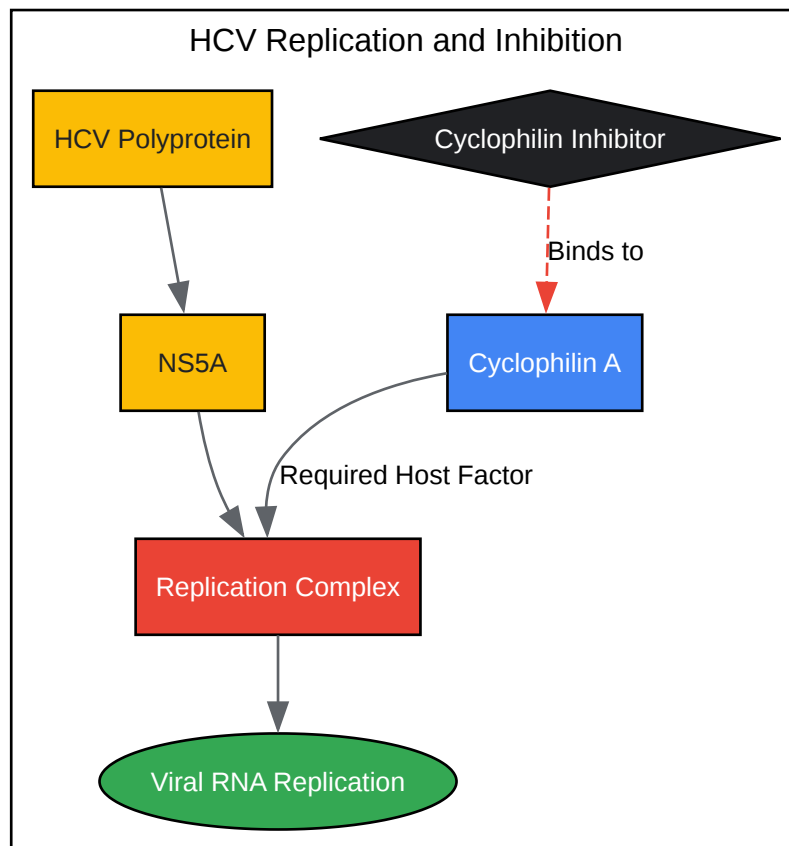 HCV Replication and Inhibition
HCV Polyprotein
Cyclophilin Inhibitor
Binds to
NS5A
Cyclophilin A
Required Host Factor
Replication Complex
Viral RNA Replication